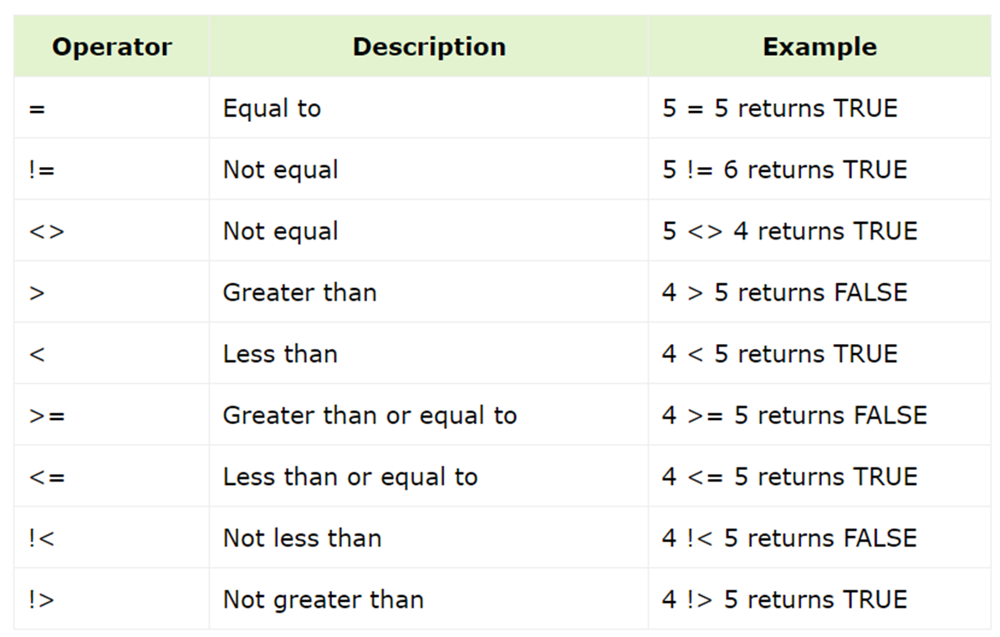 Operator Description Example
= Equal to 5 = 5 returns TRUE
!= Not equal 5 != 6 returns TRUE
<> Not equal 5 <> 4 returns TRUE
> Greater than 4 > 5 returns FALSE
< Less than 4 < 5 returns TRUE
>= Greater than or equal to 4 >= 5 returns FALSE
<= Less than or equal to 4 <= 5 returns TRUE
!< Not less than 4 !< 5 returns FALSE
!> Not greater than 4 !> 5 returns TRUE